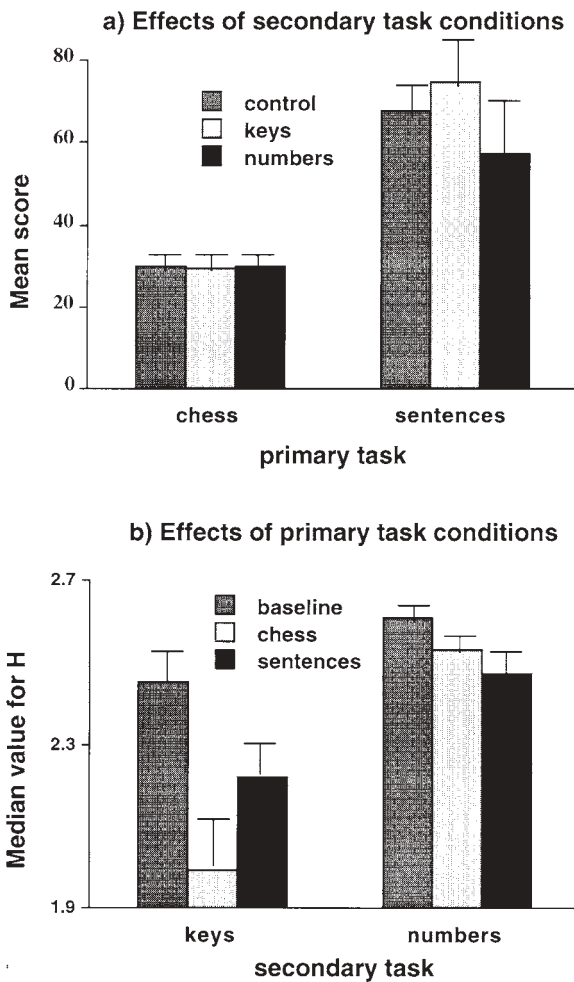 a) Effects of secondary task conditions
80
60
40
20
0
Mean score
control
keys
numbers
chess
sentences
primary task
b) Effects of primary task conditions
2.7
2.3
1.9
Median value for H
baseline
chess
sentences
keys
numbers
secondary task